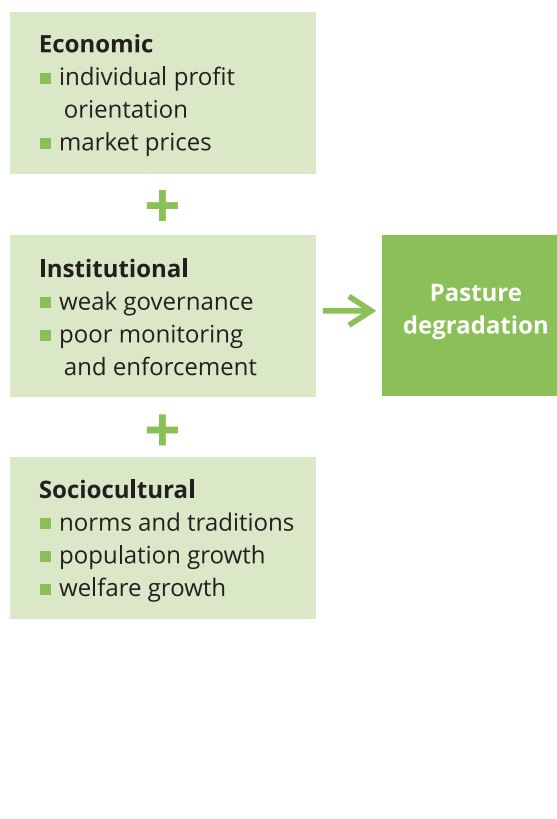 Economic
■ individual profit
orientation
■ market prices
+
Institutional
■ weak governance
■ poor monitoring
and enforcement
Pasture
degradation
+
Sociocultural
■ norms and traditions
■ population growth
■ welfare growth